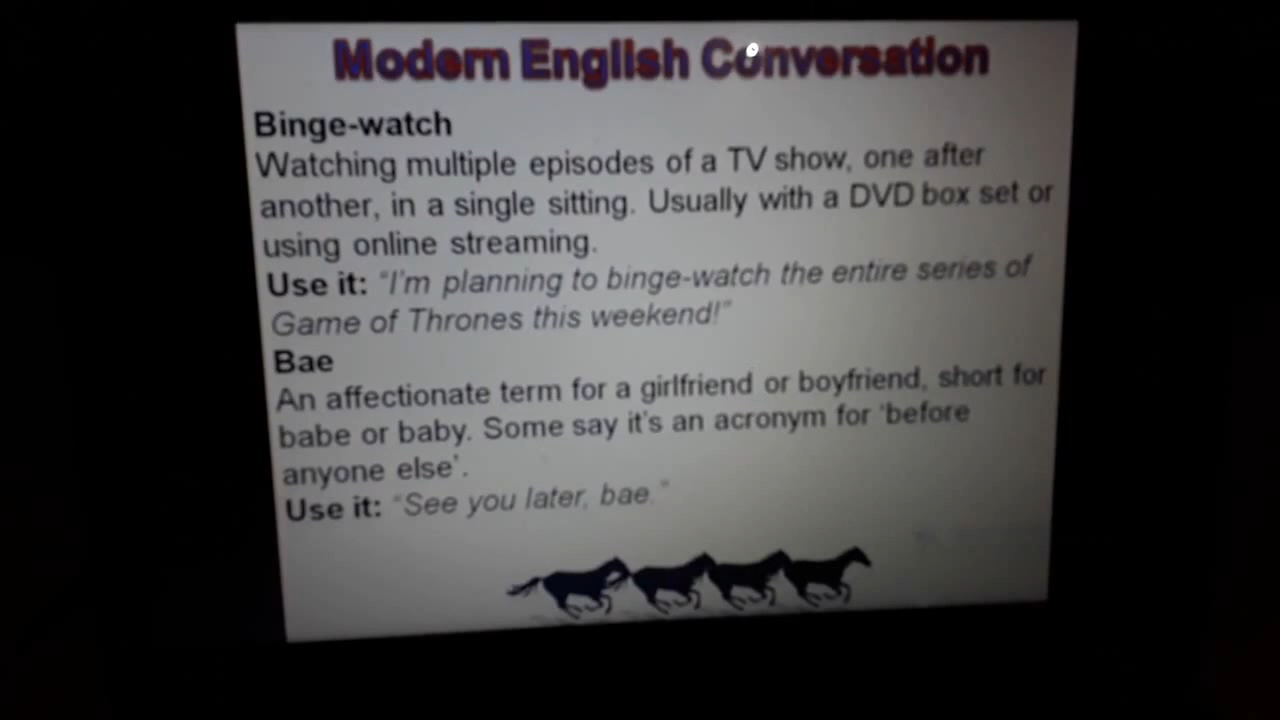 Modern English Conversation
Binge-watch
Watching multiple episodes of a TV show, one after
another, in a single sitting. Usually with a DVD box set or
using online streaming.
Use it: “I’m planning to binge-watch the entire series of
Game of Thrones this weekend!”
Bae
An affectionate term for a girlfriend or boyfriend, short for
babe or baby. Some say it’s an acronym for ‘before
anyone else’.
Use it: “See you later, bae.”